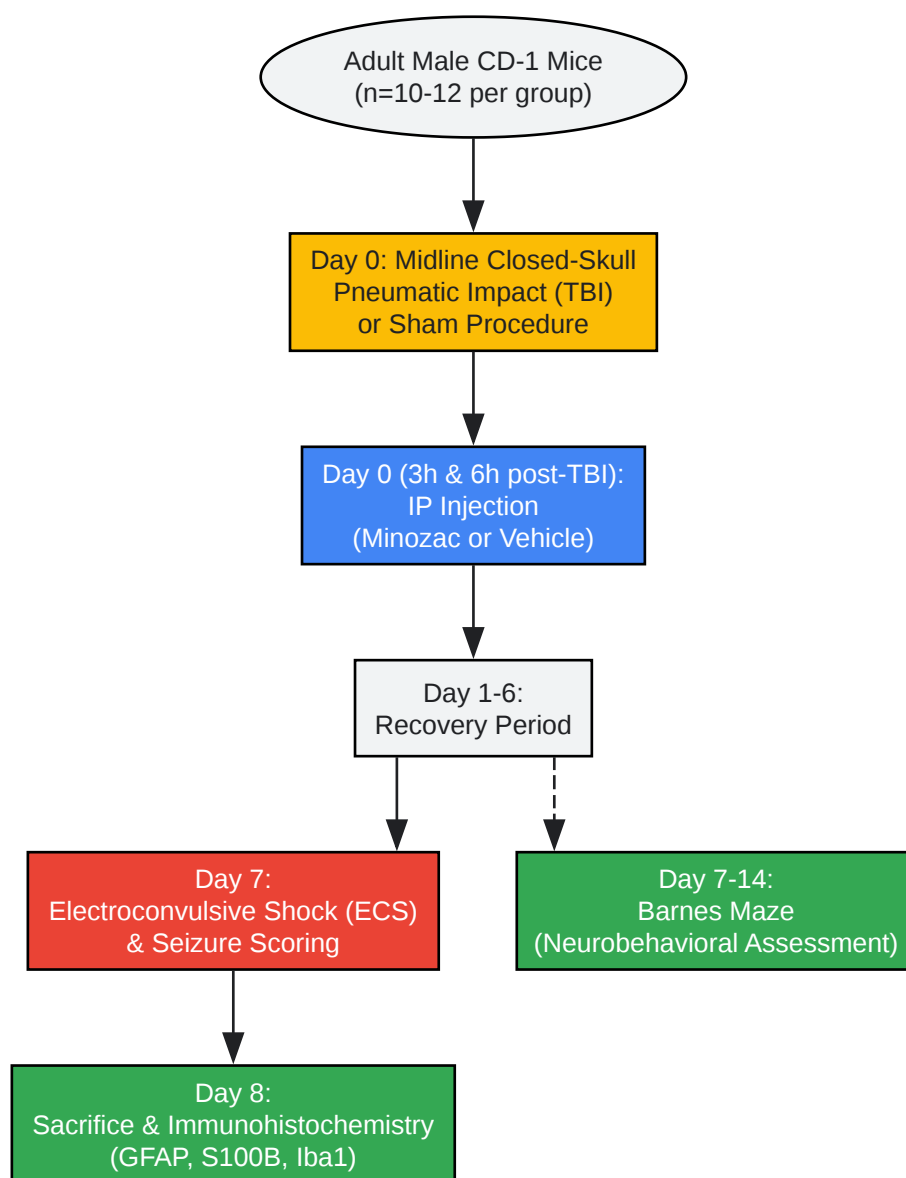 Adult Male CD-1 Mice
(n=10-12 per group)
Day 0: Midline Closed-Skull
Pneumatic Impact (TBI)
or Sham Procedure
Day 0 (3h & 6h post-TBI):
IP Injection
(Minozac or Vehicle)
Day 1-6:
Recovery Period
Day 7:
Electroconvulsive Shock (ECS)
& Seizure Scoring
Day 7-14:
Barnes Maze
(Neurobehavioral Assessment)
Day 8:
Sacrifice & Immunohistochemistry
(GFAP, S100B, Iba1)